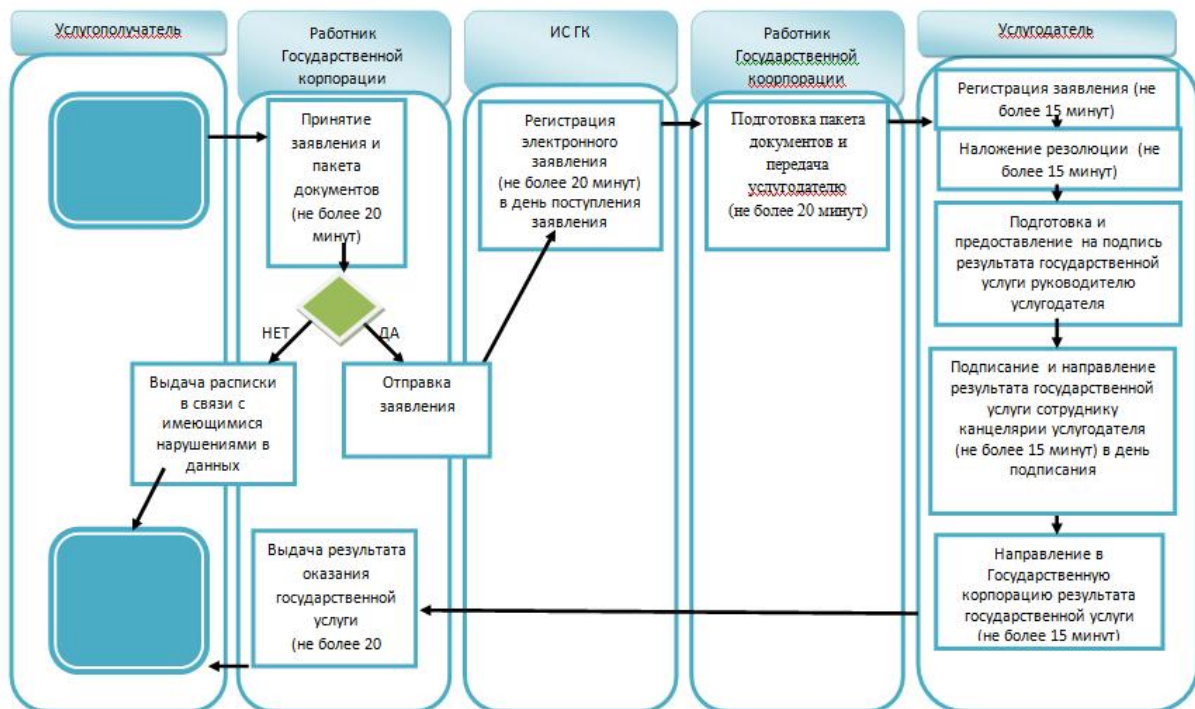 Услугополучатель
Работник
Государственной
корпорации
ИС ГК
Работник
Государственной
коорпорации
Услугодатель
Принятие
заявления и
пакета
документов
(не более 20
минут)
НЕТ
ДА
Выдача расписки
в связи с
имеющимися
нарушениями в
данных
Отправка
заявления
Регистрация
электронного
заявления
(не более 20 минут)
в день поступления
заявления
Подготовка пакета
документов и
передача
услугодателю
(не более 20 минут)
Регистрация заявления (не
более 15 минут)
Наложение резолюции (не
более 15 минут)
Подготовка и
предоставление на подпись
результата государственной
услуги руководителю
услугодателя
Подписание и направление
результата государственной
услуги сотруднику
канцелярии услугодателя
(не более 15 минут) в день
подписания
Направление в
Государственную
корпорацию результата
государственной услуги
(не более 15 минут)
Выдача результата
оказания
государственной
услуги
(не более 20